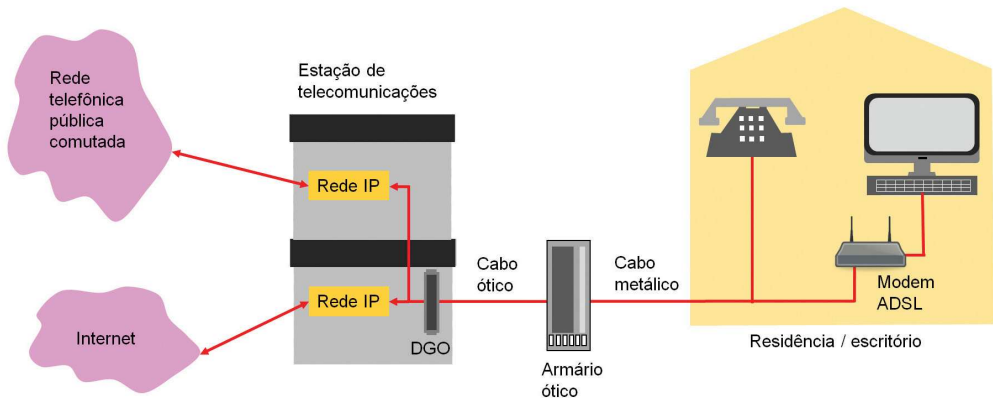 Rede
telefônica
pública
comutada
Estação de
telecomunicações
Rede IP
Rede IP
Internet
DGO
Cabo
ótico
Armário
ótico
Cabo
metálico
Modem
ADSL
Residência / escritório